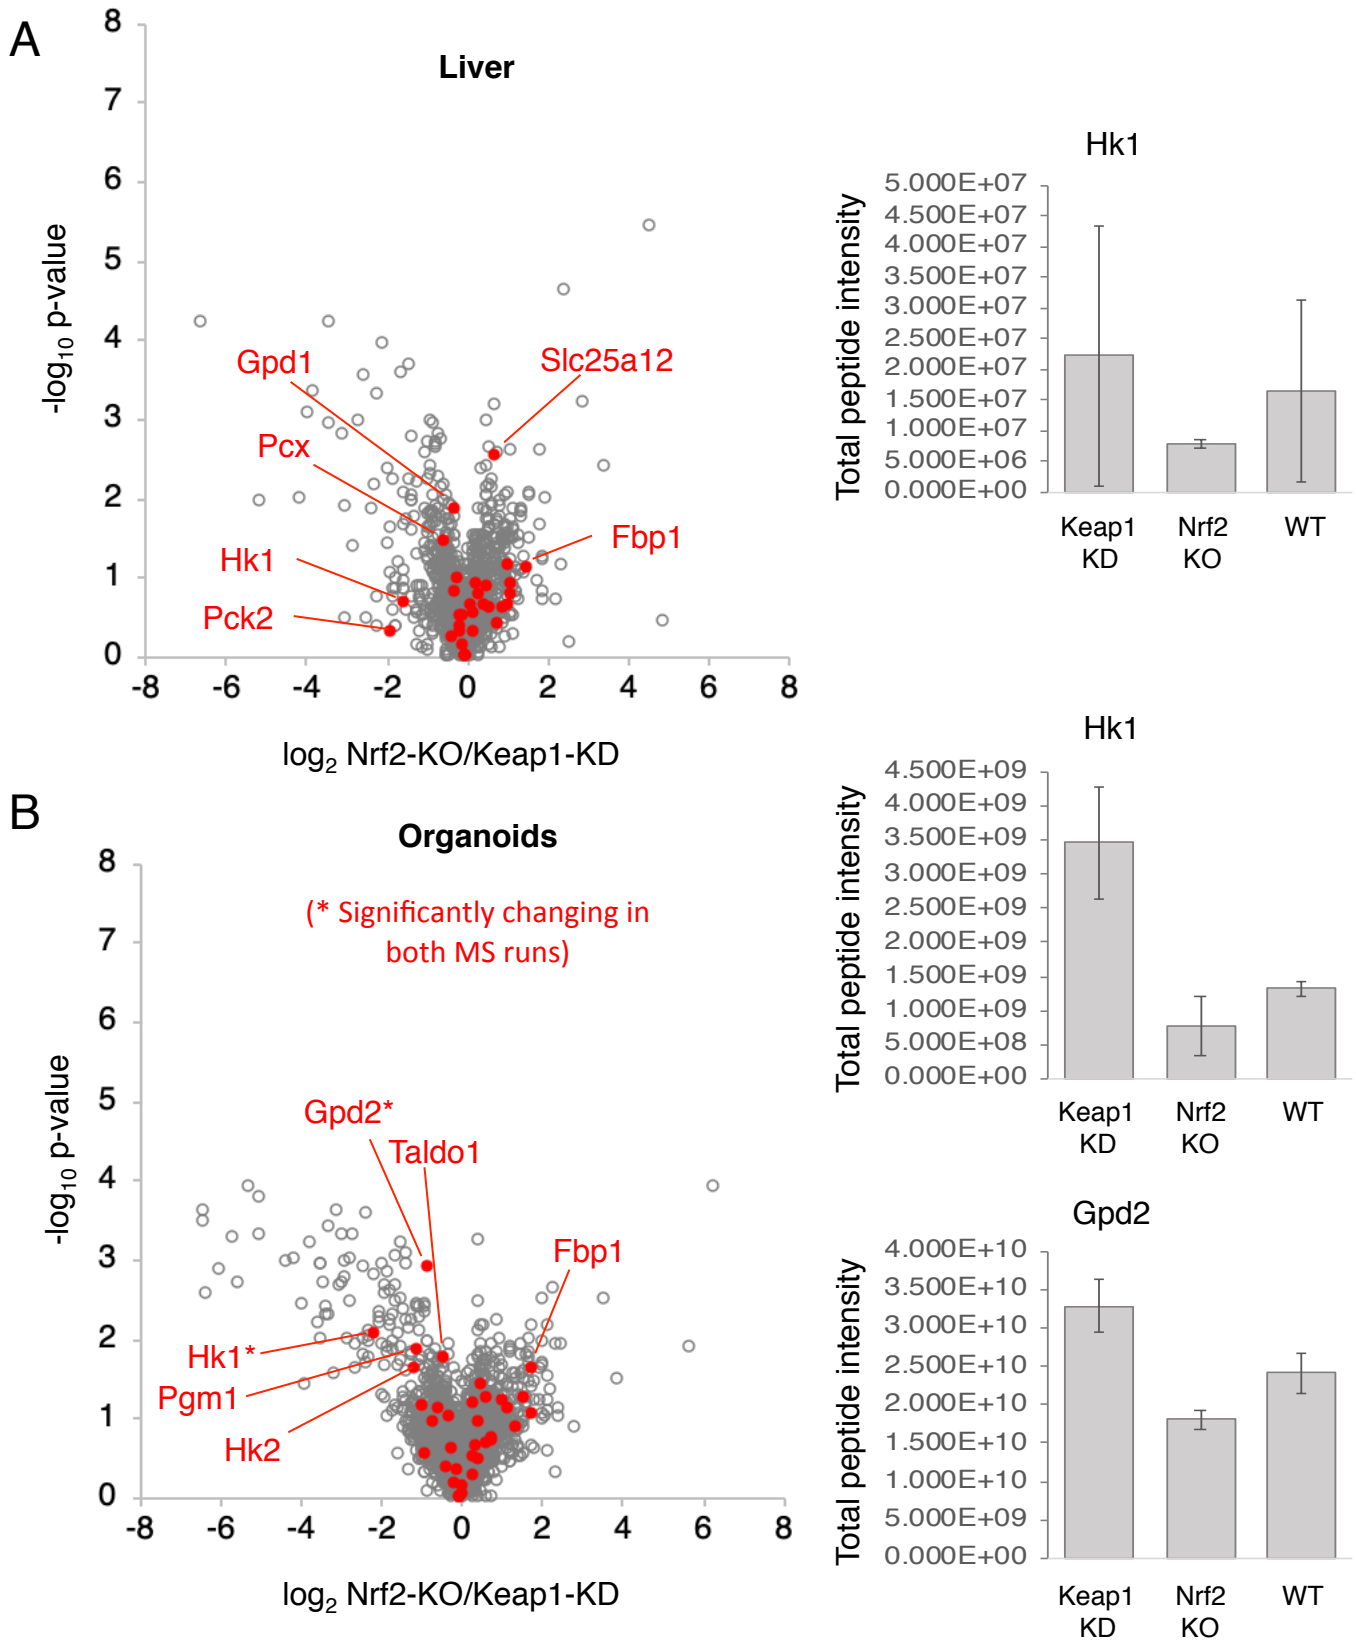 A
Liver
8
7
6
5
4
3
2
1
0
-log10 p-value
Gpd1
Slc25a12
Pcx
Fbp1
Hk1
Pck2
-8 -6 -4 -2 0 2 4 6 8
log2 Nrf2-KO/Keap1-KD
Hk1
Total peptide intensity
5.000E+07
4.500E+07
4.000E+07
3.500E+07
3.000E+07
2.500E+07
2.000E+07
1.500E+07
1.000E+07
5.000E+06
0.000E+00
Keap1 Nrf2 WT
KD KO
B
Organoids
(* Significantly changing in
both MS runs)
8
7
6
5
4
3
2
1
0
-log10 p-value
Gpd2*
Taldo1
Fbp1
Hk1*
Pgm1
Hk2
-8 -6 -4 -2 0 2 4 6 8
log2 Nrf2-KO/Keap1-KD
Hk1
Total peptide intensity
4.500E+09
4.000E+09
3.500E+09
3.000E+09
2.500E+09
2.000E+09
1.500E+09
1.000E+09
5.000E+08
0.000E+00
Keap1 Nrf2 WT
KD KO
Gpd2
Total peptide intensity
4.000E+10
3.500E+10
3.000E+10
2.500E+10
2.000E+10
1.500E+10
1.000E+10
5.000E+09
0.000E+00
Keap1 Nrf2 WT
KD KO